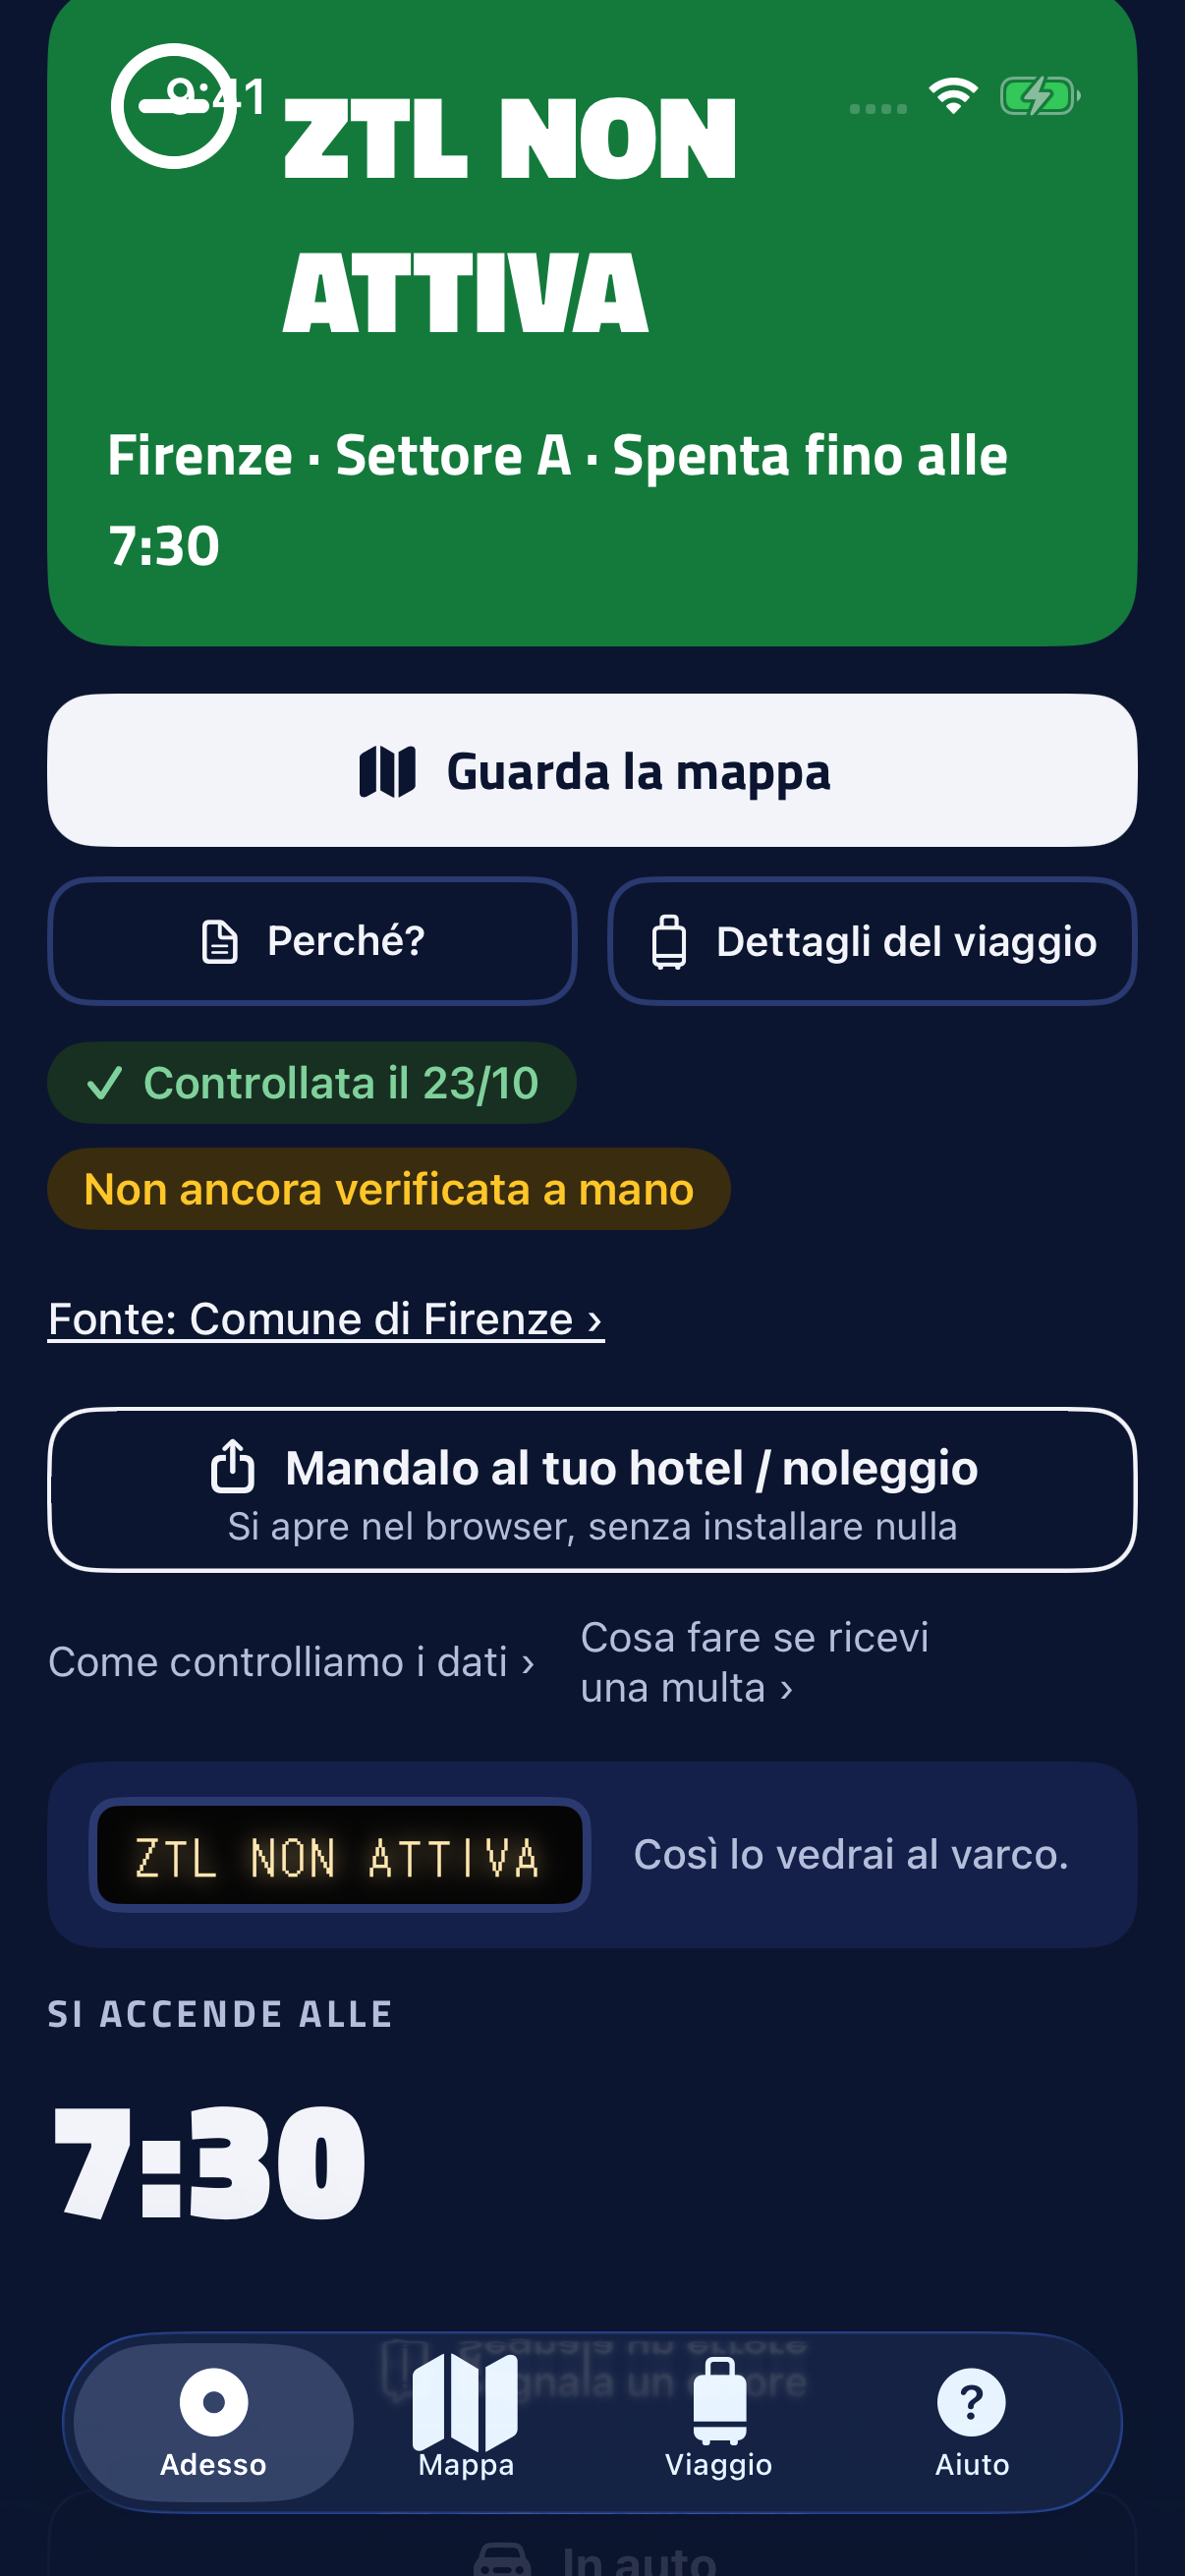 9:41
ZTL NON
ATTIVA
Firenze · Settore A · Spenta fino alle
7:30
Guarda la mappa
Perché?
Dettagli del viaggio
Controllata il 23/10
Non ancora verificata a mano
Fonte: Comune di Firenze ›
Mandalo al tuo hotel / noleggio
Si apre nel browser, senza installare nulla
Come controlliamo i dati ›
Cosa fare se ricevi
una multa ›
ZTL NON ATTIVA
Così lo vedrai al varco.
SI ACCENDE ALLE
7:30
Adesso
Mappa
Viaggio
? Aiuto
In auto